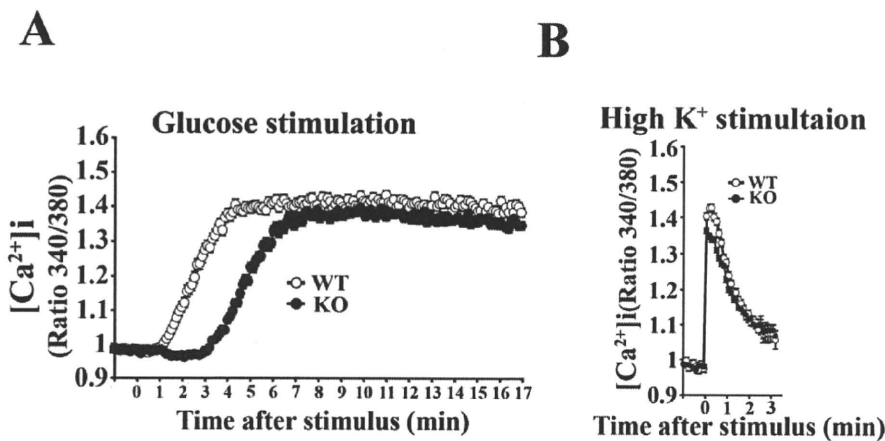 A
B
Glucose stimulation
High K+ stimultaion
[Ca2+]i
(Ratio 340/380)
1.6
1.5
1.4
1.3
1.2
1.1
1
0.9
WT
KO
0 1 2 3 4 5 6 7 8 9 10 11 12 13 14 15 16 17
Time after stimulus (min)
[Ca2+]i(Ratio 340/380)
1.6
1.5
1.4
1.3
1.2
1.1
1
0.9
WT
KO
0 1 2 3
Time after stimulus (min)